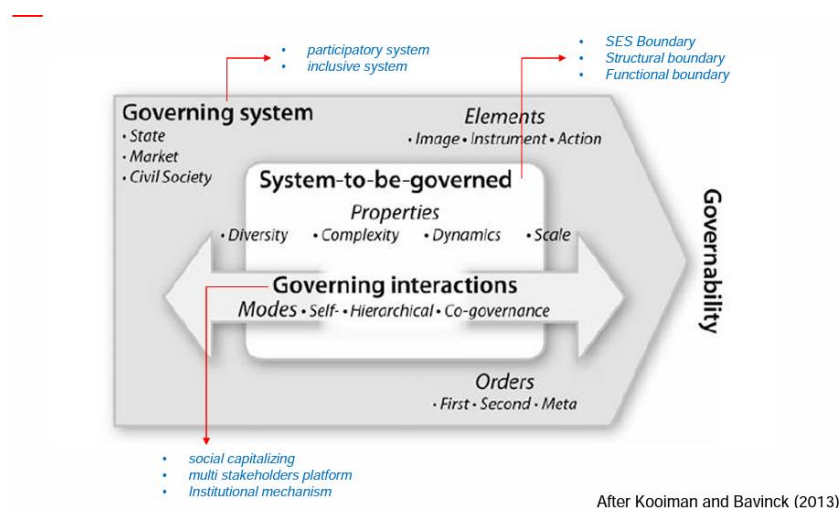 • participatory system
• inclusive system
• SES Boundary
• Structural boundary
• Functional boundary
Governing system
• State
• Market
• Civil Society
Elements
• Image • Instrument • Action
System-to-be-governed
Properties
• Diversity • Complexity • Dynamics • Scale
Governing interactions
Modes • Self- • Hierarchical • Co-governance
Orders
• First • Second • Meta
Governability
• social capitalizing
• multi stakeholders platform
• Institutional mechanism
After Kooiman and Bavinck (2013)